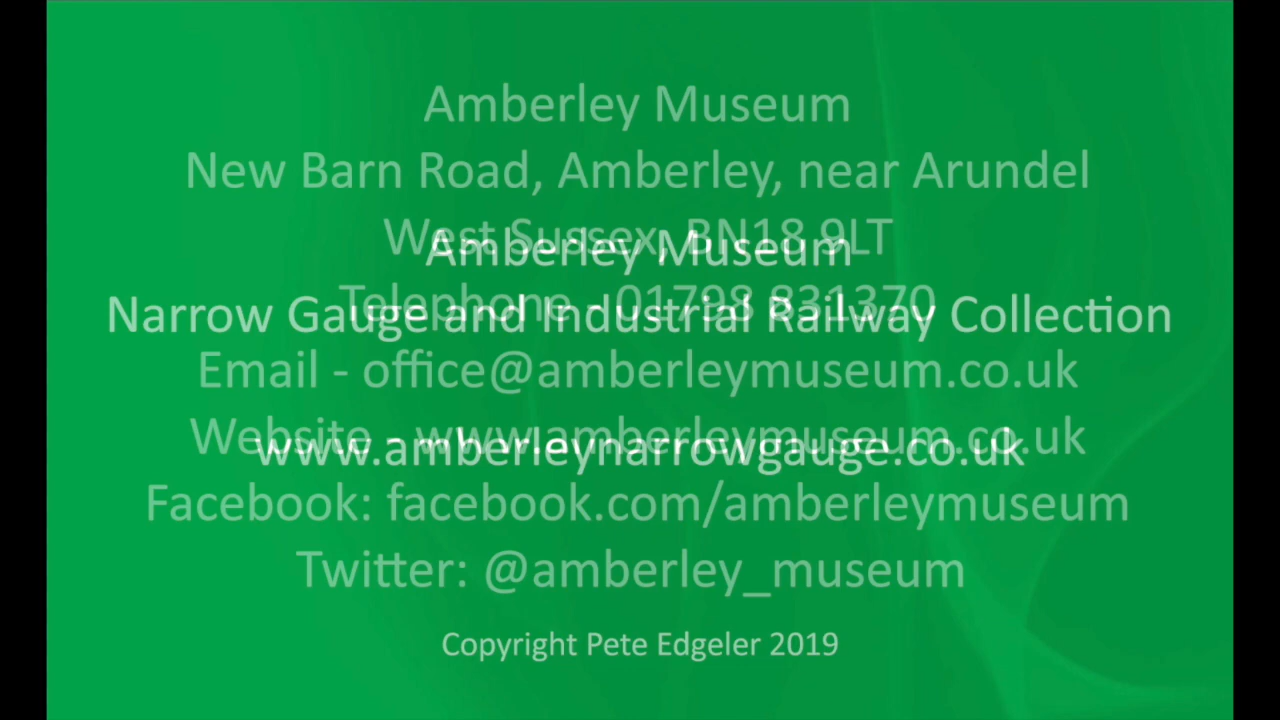 Amberley Museum
New Barn Road, Amberley, near Arundel
West Sussex, BN18 9LT
Amberley Museum
Telephone - 01798 831370
Narrow Gauge and Industrial Railway Collection
Email - office@amberleymuseum.co.uk
Website - www.amberleymuseum.co.uk
www.amberleynarrowgauge.co.uk
Facebook: facebook.com/amberleymuseum
Twitter: @amberley_museum
Copyright Pete Edgeler 2019